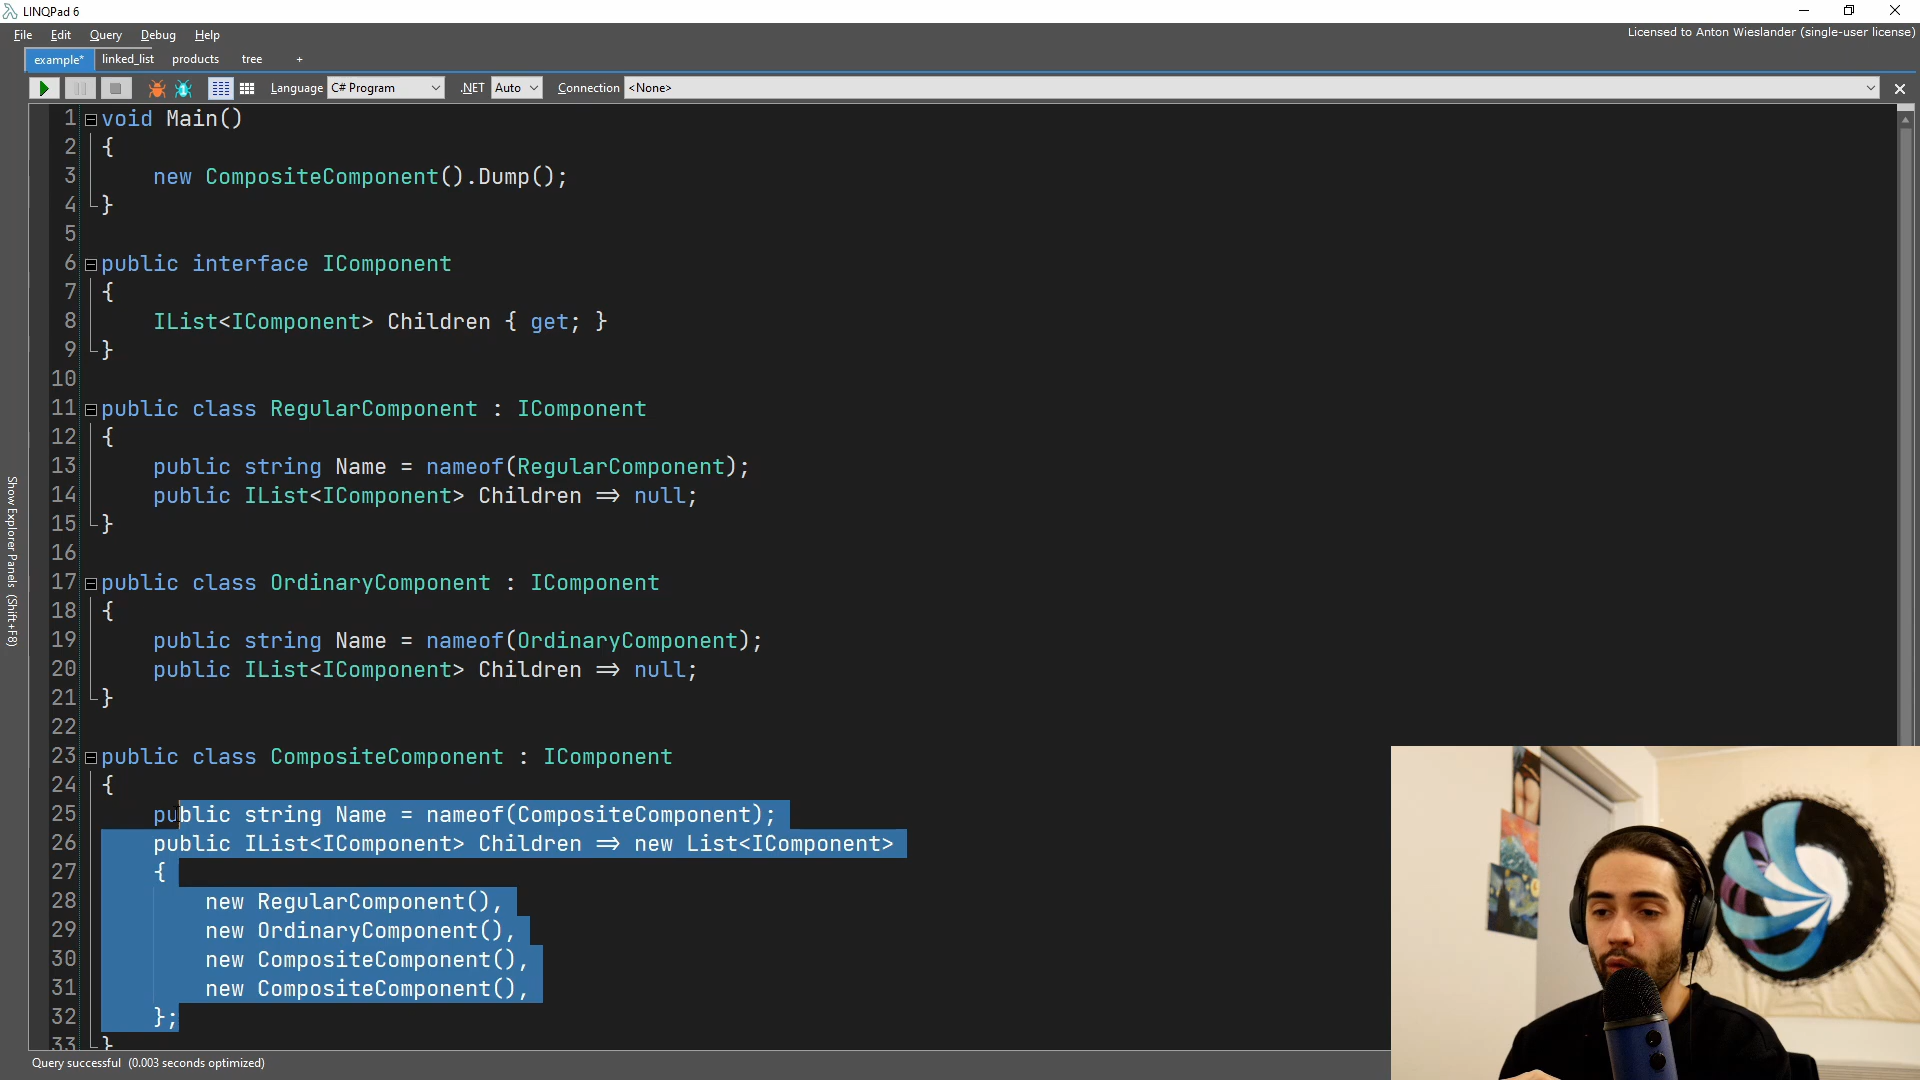 LINQPad 6
File Edit Query Debug Help
Licensed to Anton Wieslander (single-user license)
example* linked_list products tree +
Language C# Program .NET Auto Connection <None>
1 void Main()
2 {
3 new CompositeComponent().Dump();
4 }
5
6 public interface IComponent
7 {
8 IList<IComponent> Children { get; }
9 }
10
11 public class RegularComponent : IComponent
12 {
13 public string Name = nameof(RegularComponent);
14 public IList<IComponent> Children => null;
15 }
16
17 public class OrdinaryComponent : IComponent
18 {
19 public string Name = nameof(OrdinaryComponent);
20 public IList<IComponent> Children => null;
21 }
22
23 public class CompositeComponent : IComponent
24 {
25 public string Name = nameof(CompositeComponent);
26 public IList<IComponent> Children => new List<IComponent>
27 {
28 new RegularComponent(),
29 new OrdinaryComponent(),
30 new CompositeComponent(),
31 new CompositeComponent(),
32 };
33 }
Show Explorer Panels (Shift+F8)
Query successful (0.003 seconds optimized)